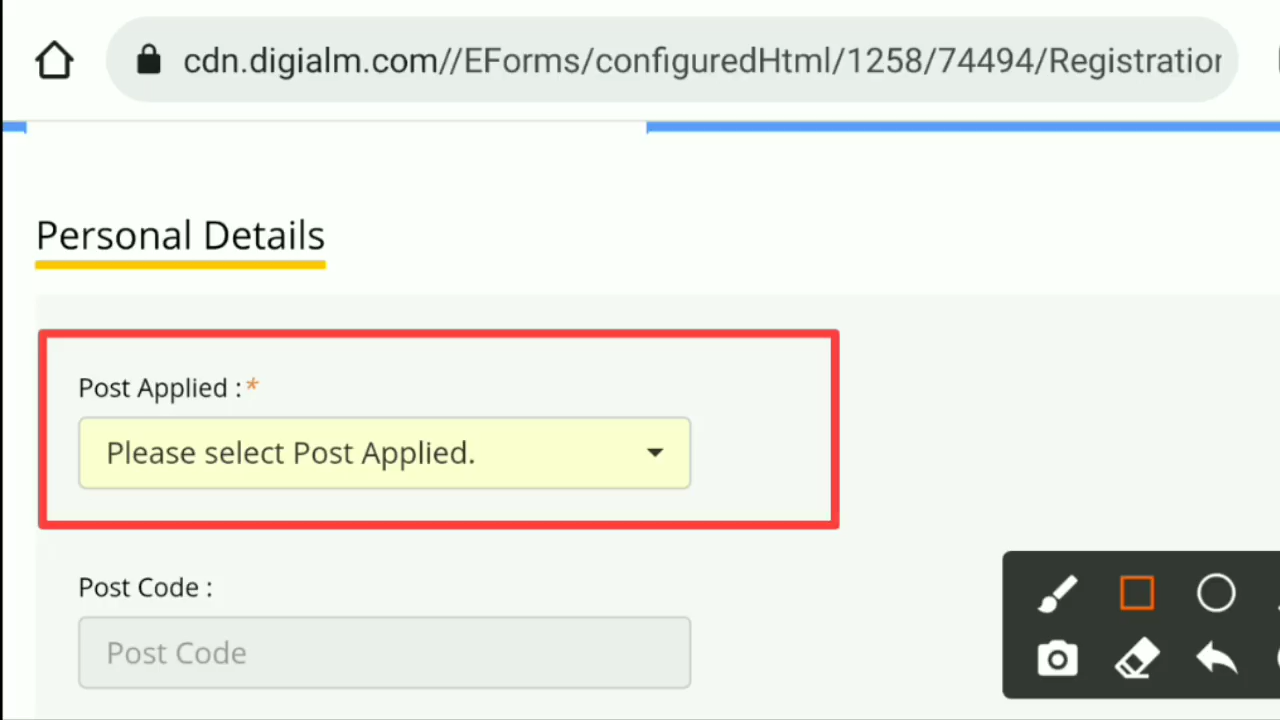 cdn.digialm.com//EForms/configuredHtml/1258/74494/Registration
Personal Details
Post Applied : *
Please select Post Applied.
Post Code :
Post Code